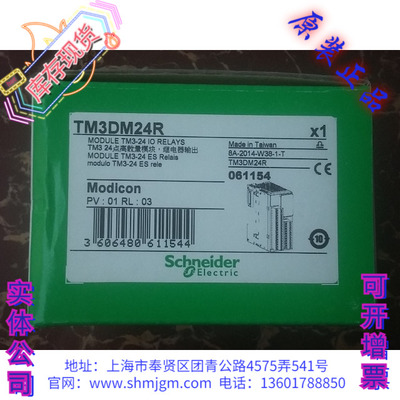 库存现货
原装正品
TM3DM24R
x1
MODULE TM3-24 IO RELAYS
TM3 24点离散量模块，继电器输出
MODULE TM3-24 ES Relais
modulo TM3-24 ES rele
Made in Taiwan
8A-2014-W38-1-T
TM3DM24R
061154
Modicon
PV : 01 RL : 03
3 606480 611544
10
Schneider
Electric
实体公司
可开增票
地址：上海市奉贤区团青公路4575弄541号
官网：www.shmjgm.com 电话：13601788850